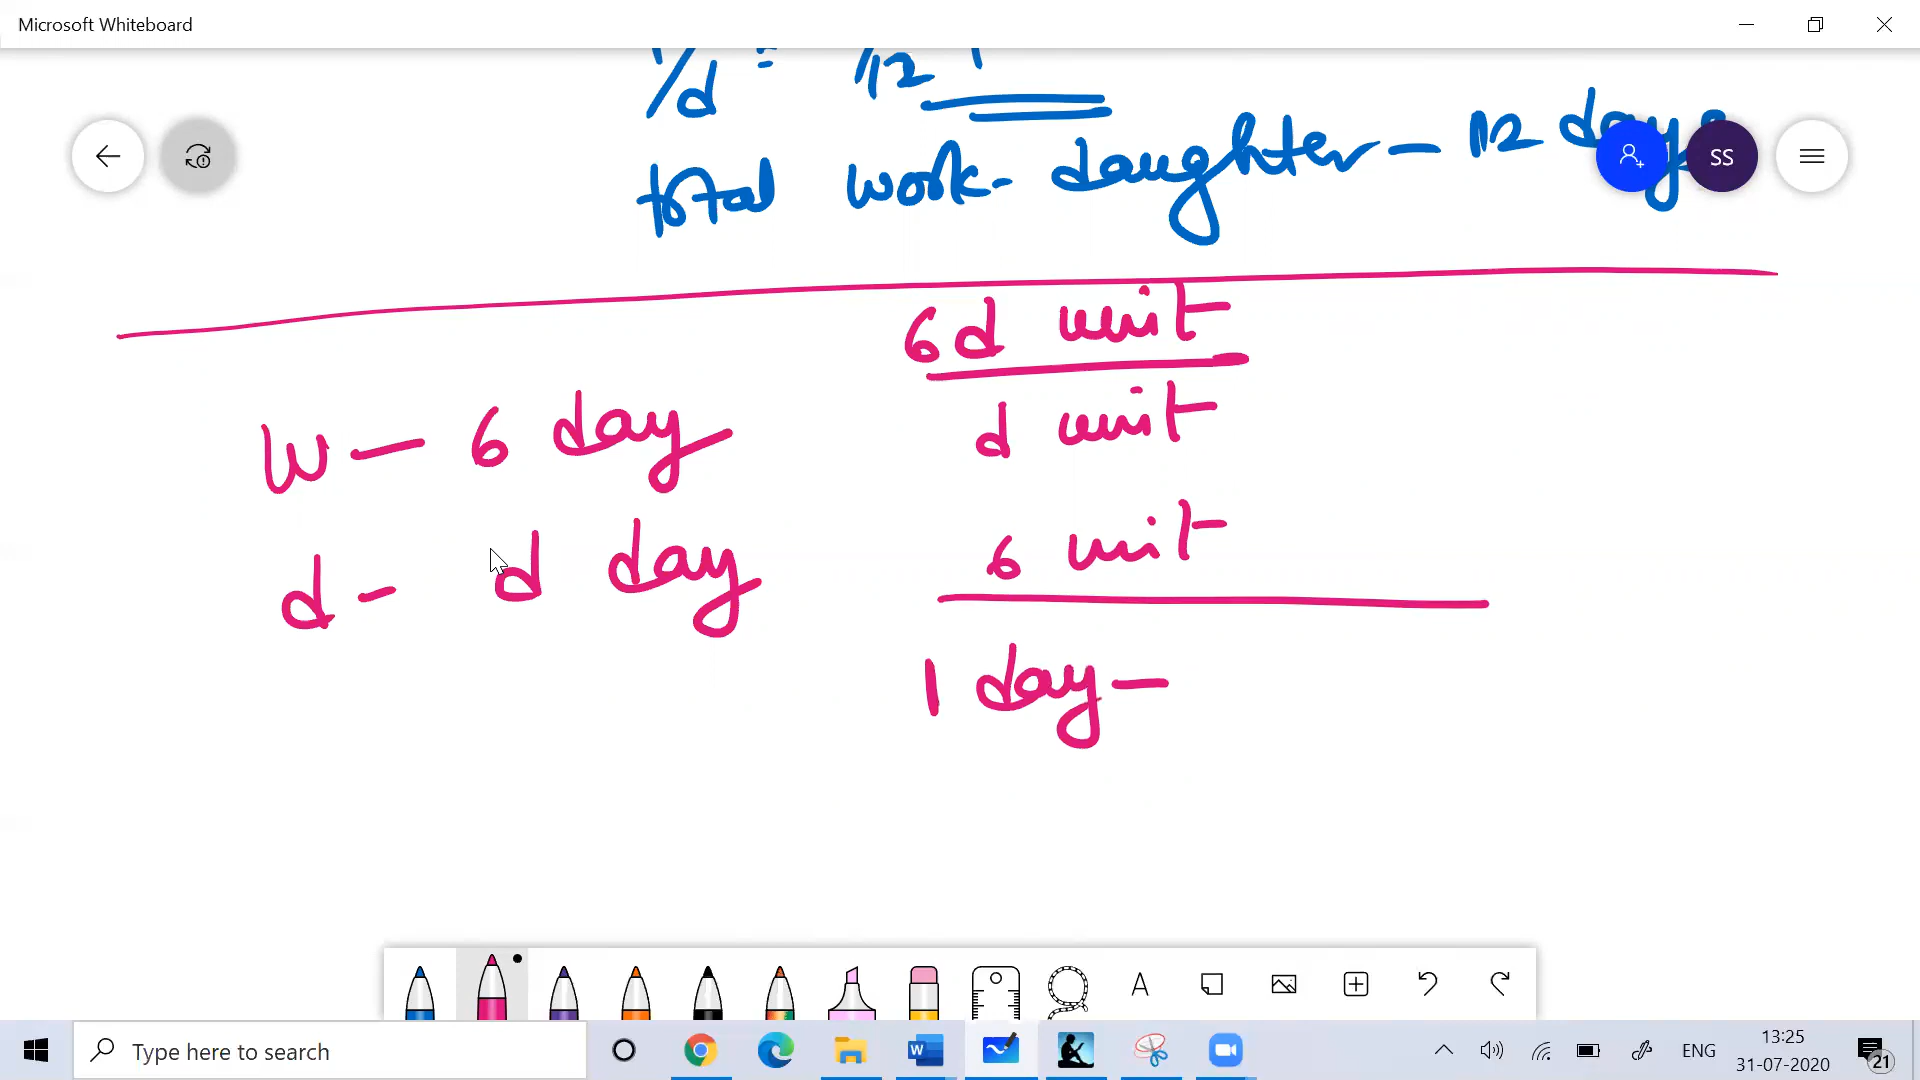 Microsoft Whiteboard
1/d = 1/12
total work - daughter - 12 days
SS
6d unit
d unit
W - 6 day
6 unit
d - d day
1 day -
A
Type here to search
W
ENG
13:25
31-07-2020
21